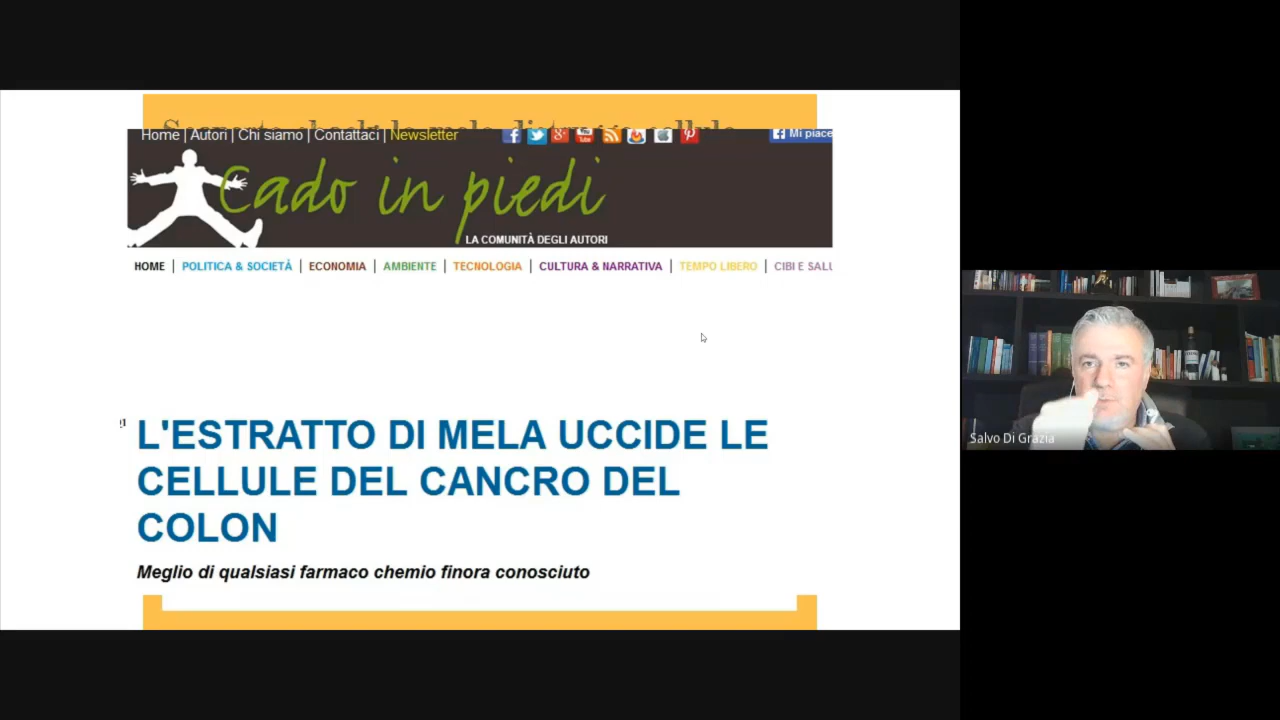 Home | Autori | Chi siamo | Contattaci | Newsletter
Mi piace
Cado in piedi
LA COMUNITÀ DEGLI AUTORI
HOME | POLITICA & SOCIETÀ | ECONOMIA | AMBIENTE | TECNOLOGIA | CULTURA & NARRATIVA | TEMPO LIBERO | CIBI E SALU
L'ESTRATTO DI MELA UCCIDE LE
CELLULE DEL CANCRO DEL
COLON
Meglio di qualsiasi farmaco chemio finora conosciuto
Salvo Di Grazia